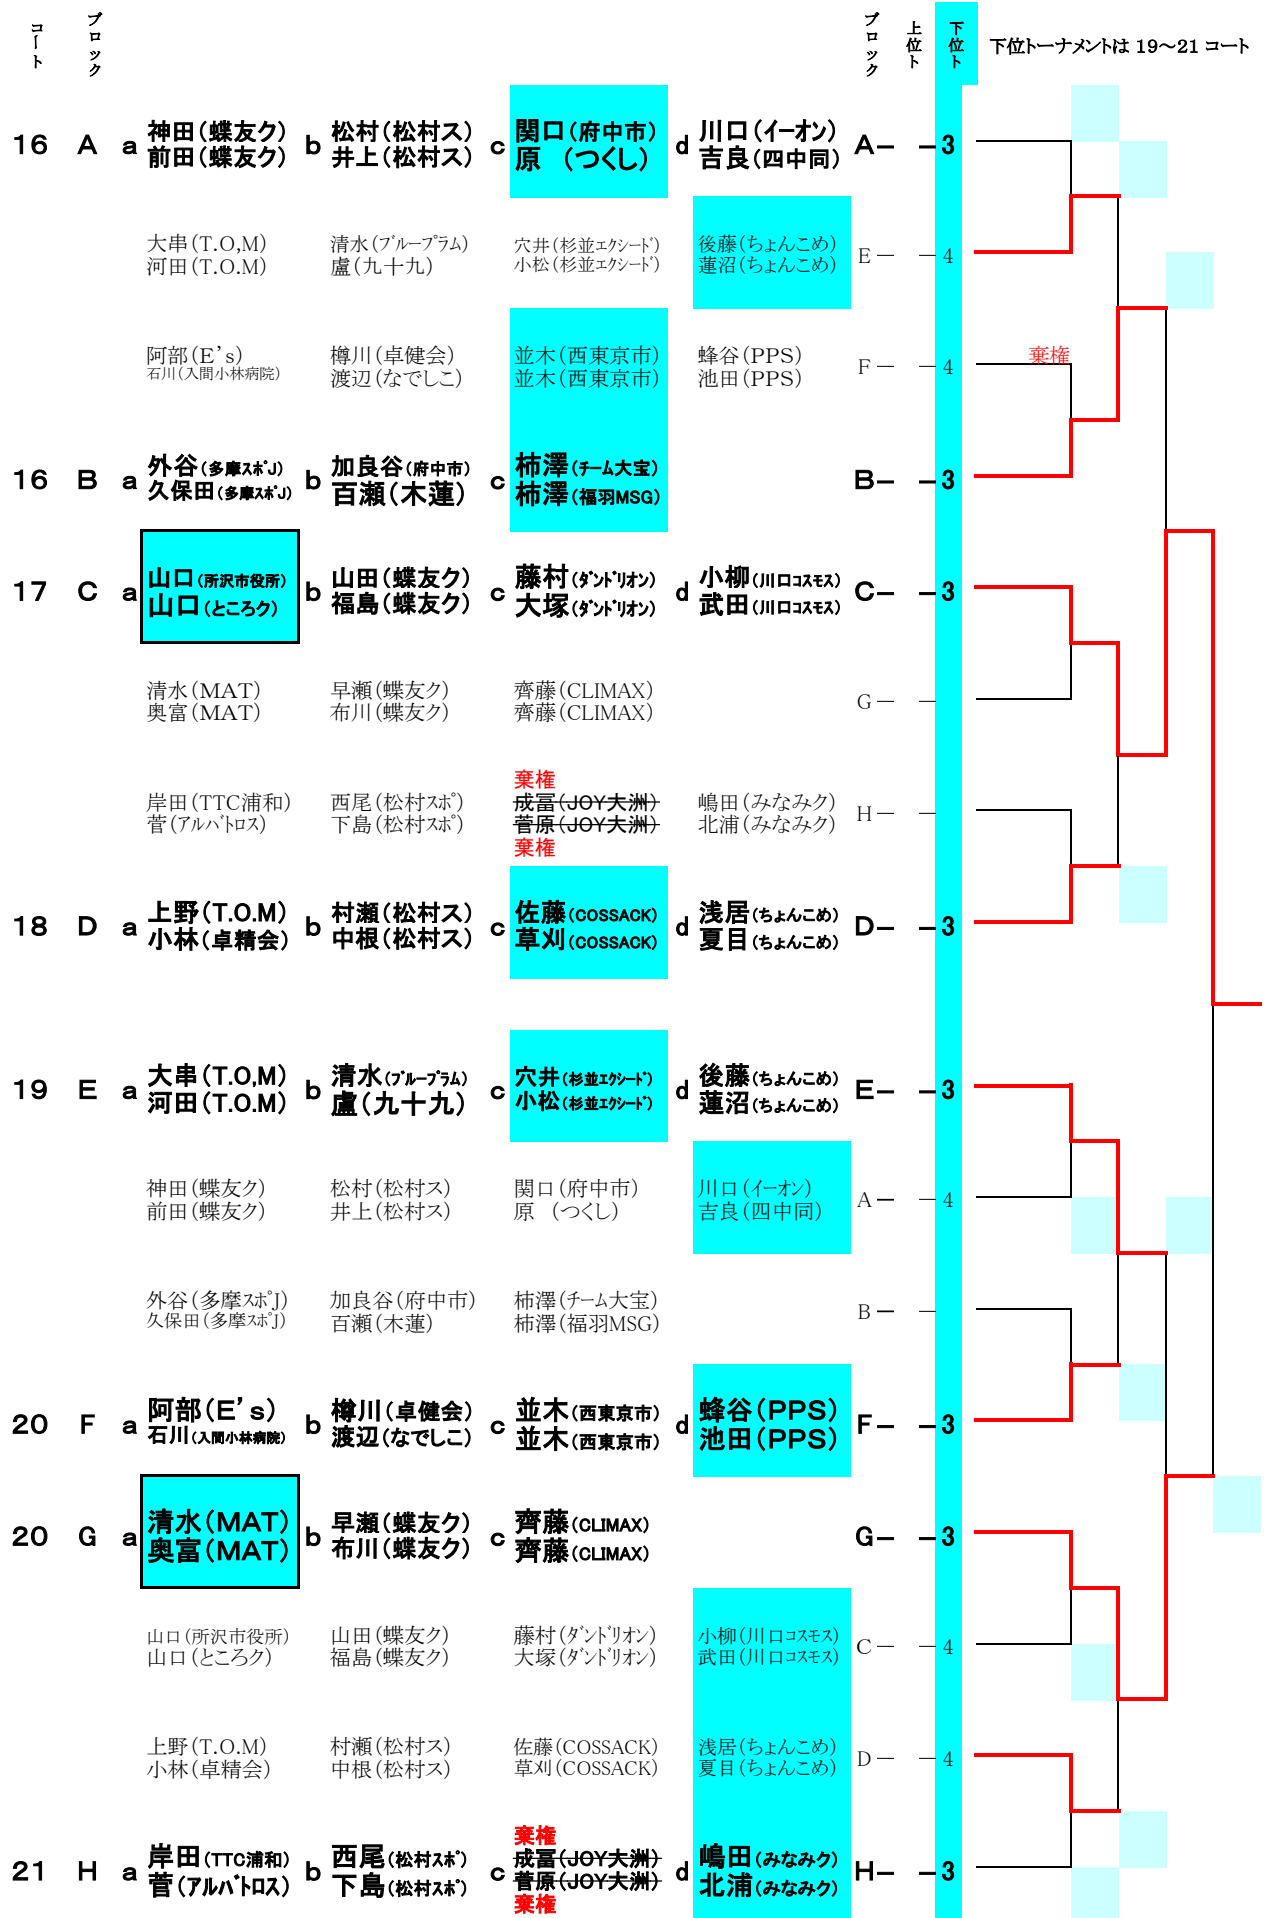 コート ブロック ブロック 上位ト 下位ト 下位トーナメントは 19～21 コート
16 A a 神田(蝶友ク) b 松村(松村ス) c 関口(府中市) d 川口(イーオン) A― ―3
前田(蝶友ク) 井上(松村ス) 原 (つくし) 吉良(四中同)
大串(T.O,M) 清水(ブループラム) 穴井(杉並エクシード) 後藤(ちょんこめ) E― ―4
河田(T.O.M) 盧(九十九) 小松(杉並エクシード) 蓮沼(ちょんこめ)
阿部(E’s) 樽川(卓健会) 並木(西東京市) 蜂谷(PPS) F― ―4 棄権
石川(入間小林病院) 渡辺(なでしこ) 並木(西東京市) 池田(PPS)
16 B a 外谷(多摩スポJ) b 加良谷(府中市) c 柿澤(チーム大宝) B― ―3
久保田(多摩スポJ) 百瀬(木蓮) 柿澤(福羽MSG)
17 C a 山口(所沢市役所) b 山田(蝶友ク) c 藤村(ダンドリオン) d 小柳(川口コスモス) C― ―3
山口(ところク) 福島(蝶友ク) 大塚(ダンドリオン) 武田(川口コスモス)
清水(MAT) 早瀬(蝶友ク) 齊藤(CLIMAX) G― ―
奥富(MAT) 布川(蝶友ク) 齊藤(CLIMAX)
棄権
岸田(TTC浦和) 西尾(松村スポ) 成冨(JOY大洲) 嶋田(みなみク) H― ―
菅(アルバトロス) 下島(松村スポ) 菅原(JOY大洲) 北浦(みなみク)
棄権
18 D a 上野(T.O.M) b 村瀬(松村ス) c 佐藤(COSSACK) d 浅居(ちょんこめ) D― ―3
小林(卓精会) 中根(松村ス) 草刈(COSSACK) 夏目(ちょんこめ)
19 E a 大串(T.O,M) b 清水(ブループラム) c 穴井(杉並エクシード) d 後藤(ちょんこめ) E― ―3
河田(T.O.M) 盧(九十九) 小松(杉並エクシード) 蓮沼(ちょんこめ)
神田(蝶友ク) 松村(松村ス) 関口(府中市) 川口(イーオン) A― ―4
前田(蝶友ク) 井上(松村ス) 原 (つくし) 吉良(四中同)
外谷(多摩スポJ) 加良谷(府中市) 柿澤(チーム大宝) B― ―
久保田(多摩スポJ) 百瀬(木蓮) 柿澤(福羽MSG)
20 F a 阿部(E’s) b 樽川(卓健会) c 並木(西東京市) d 蜂谷(PPS) F― ―3
石川(入間小林病院) 渡辺(なでしこ) 並木(西東京市) 池田(PPS)
20 G a 清水(MAT) b 早瀬(蝶友ク) c 齊藤(CLIMAX) G― ―3
奥富(MAT) 布川(蝶友ク) 齊藤(CLIMAX)
山口(所沢市役所) 山田(蝶友ク) 藤村(ダンドリオン) 小柳(川口コスモス) C― ―4
山口(ところク) 福島(蝶友ク) 大塚(ダンドリオン) 武田(川口コスモス)
上野(T.O.M) 村瀬(松村ス) 佐藤(COSSACK) 浅居(ちょんこめ) D― ―4
小林(卓精会) 中根(松村ス) 草刈(COSSACK) 夏目(ちょんこめ)
棄権
21 H a 岸田(TTC浦和) b 西尾(松村スポ) c 成冨(JOY大洲) d 嶋田(みなみク) H― ―3
菅(アルバトロス) 下島(松村スポ) 菅原(JOY大洲) 北浦(みなみク)
棄権